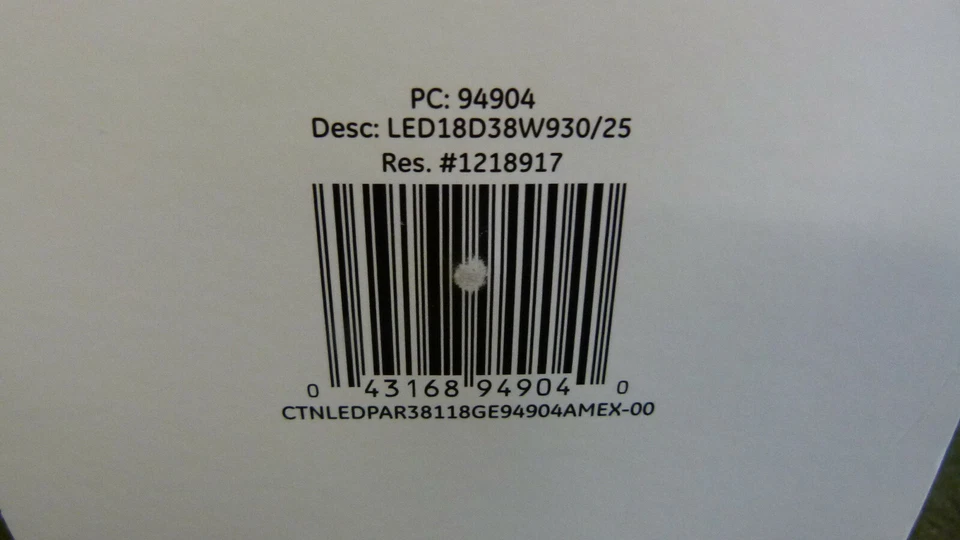 PC: 94904
Desc: LED18D38W930/25
Res. #1218917
0 43168 94904 0
CTNLEDPAR38118GE94904AMEX-00